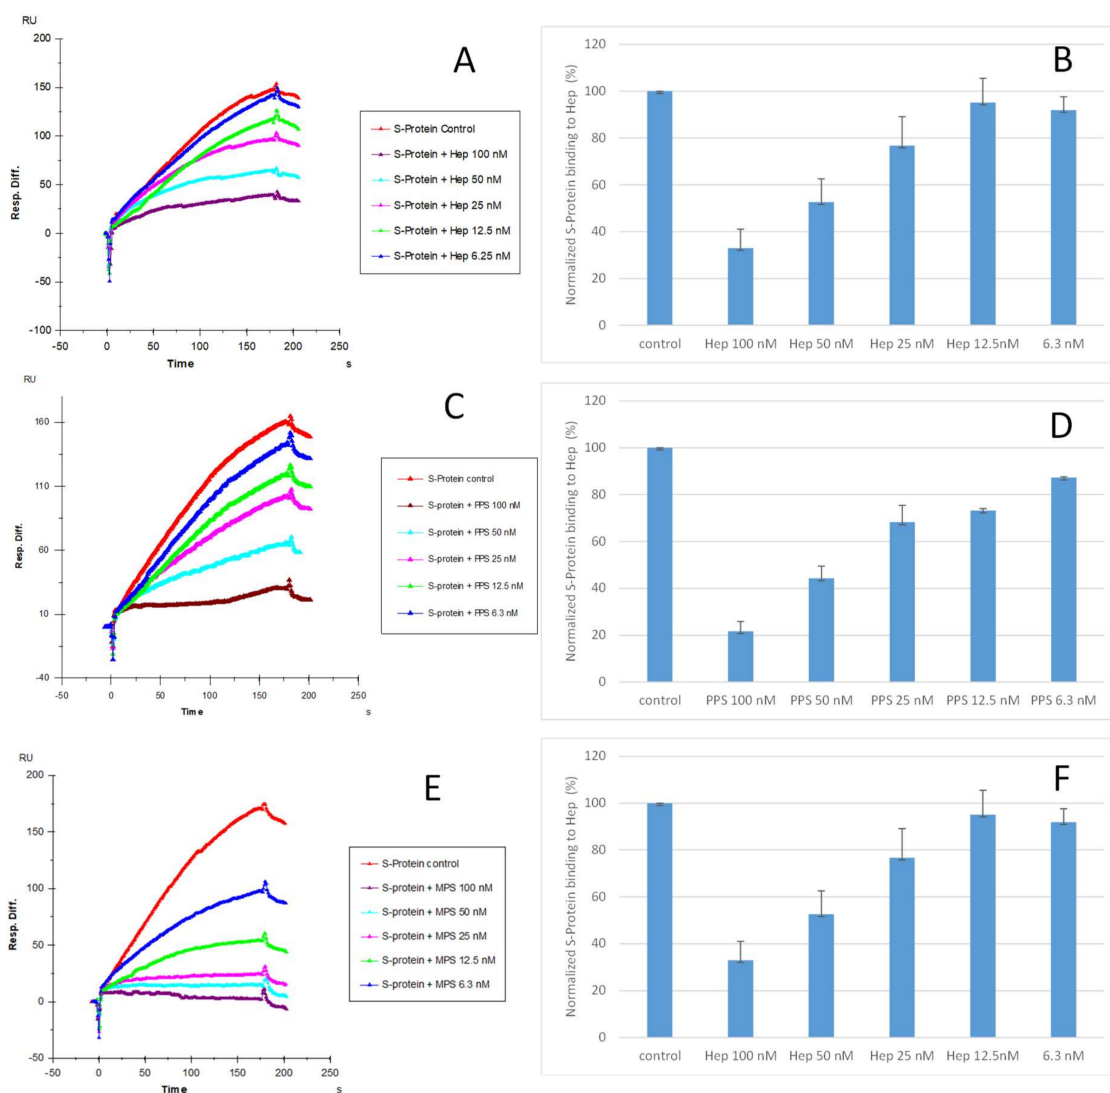 RU
200
150
100
50
0
-50
-100
Resp. Diff.
-50 0 50 100 150 200 250
Time s
A
S-Protein Control
S-Protein + Hep 100 nM
S-Protein + Hep 50 nM
S-Protein + Hep 25 nM
S-Protein + Hep 12.5 nM
S-Protein + Hep 6.25 nM
B
Normalized S-Protein binding to Hep (%)
120
100
80
60
40
20
0
control Hep 100 nM Hep 50 nM Hep 25 nM Hep 12.5nM 6.3 nM
RU
160
110
60
10
-40
Resp. Diff.
-50 0 50 100 150 200 250
Time s
C
S-Protein control
S-protein + PPS 100 nM
S-protein + PPS 50 nM
S-protein + PPS 25 nM
S-protein + PPS 12.5 nM
S-protein + PPS 6.3 nM
D
Normalized S-Protein binding to Hep (%)
120
100
80
60
40
20
0
control PPS 100 nM PPS 50 nM PPS 25 nM PPS 12.5 nM PPS 6.3 nM
RU
200
150
100
50
0
-50
Resp. Diff.
-50 0 50 100 150 200 250
Time s
E
S-Protein control
S-protein + MPS 100 nM
S-protein + MPS 50 nM
S-protein + MPS 25 nM
S-protein + MPS 12.5 nM
S-protein + MPS 6.3 nM
F
Normalized S-Protein binding to Hep (%)
120
100
80
60
40
20
0
control Hep 100 nM Hep 50 nM Hep 25 nM Hep 12.5nM 6.3 nM